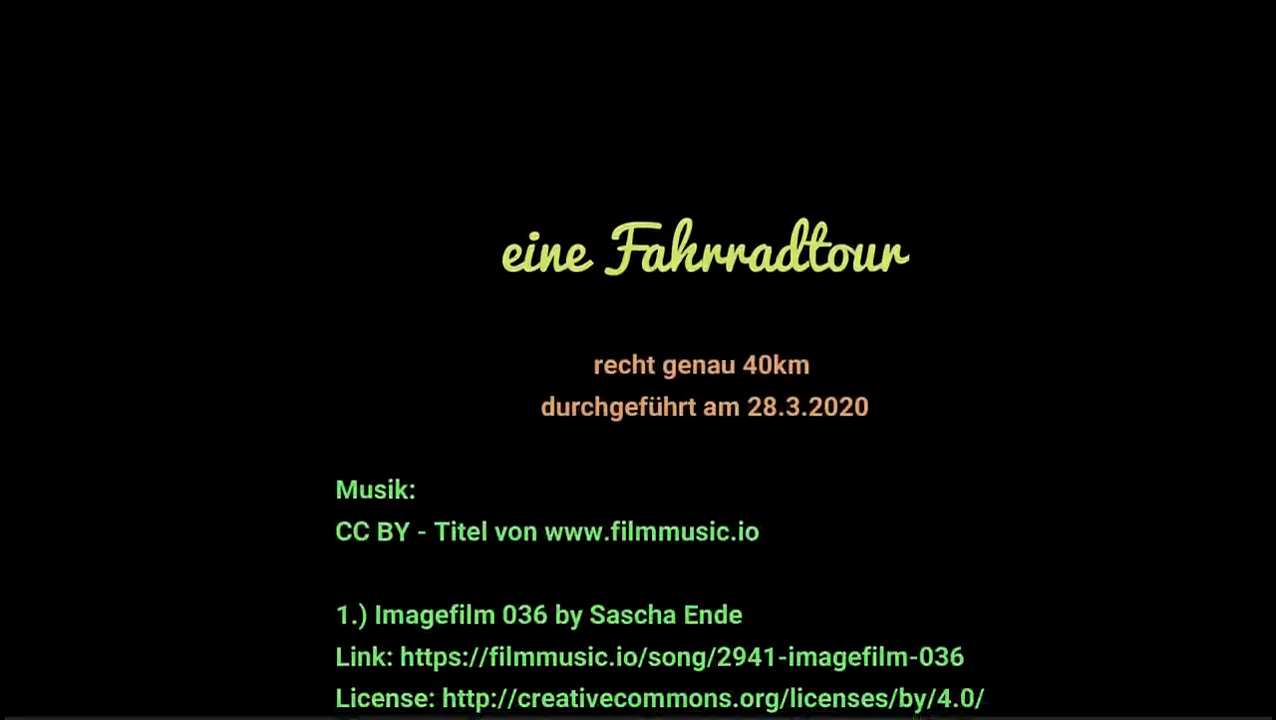 eine Fahrradtour
recht genau 40km
durchgeführt am 28.3.2020
Musik:
CC BY - Titel von www.filmmusic.io
1.) Imagefilm 036 by Sascha Ende
Link: https://filmmusic.io/song/2941-imagefilm-036
License: http://creativecommons.org/licenses/by/4.0/